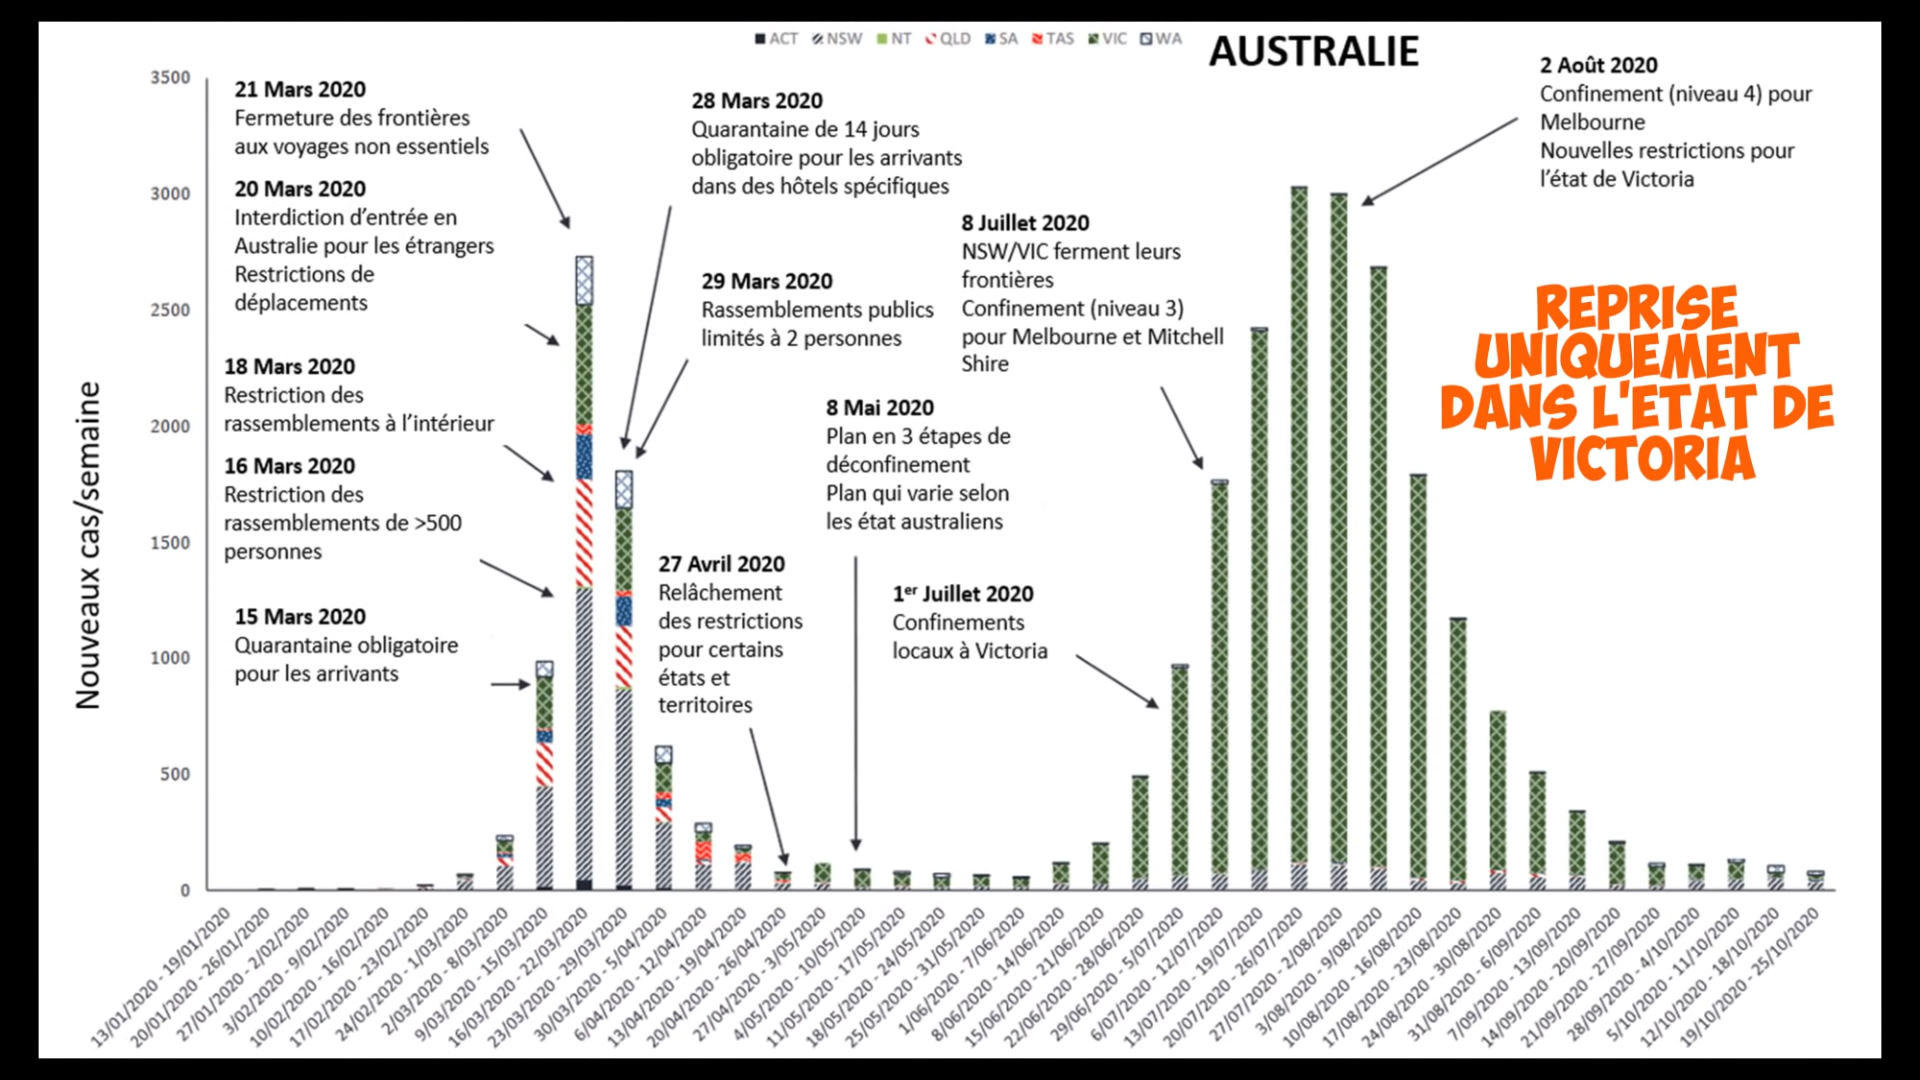 ACT NSW NT QLD SA TAS VIC WA
AUSTRALIE
Nouveaux cas/semaine
3500
3000
2500
2000
1500
1000
500
0
21 Mars 2020
Fermeture des frontières
aux voyages non essentiels
20 Mars 2020
Interdiction d'entrée en
Australie pour les étrangers
Restrictions de
déplacements
18 Mars 2020
Restriction des
rassemblements à l'intérieur
16 Mars 2020
Restriction des
rassemblements de >500
personnes
15 Mars 2020
Quarantaine obligatoire
pour les arrivants
28 Mars 2020
Quarantaine de 14 jours
obligatoire pour les arrivants
dans des hôtels spécifiques
29 Mars 2020
Rassemblements publics
limités à 2 personnes
27 Avril 2020
Relâchement
des restrictions
pour certains
états et
territoires
8 Mai 2020
Plan en 3 étapes de
déconfinement
Plan qui varie selon
les état australiens
8 Juillet 2020
NSW/VIC ferment leurs
frontières
Confinement (niveau 3)
pour Melbourne et Mitchell
Shire
1er Juillet 2020
Confinements
locaux à Victoria
2 Août 2020
Confinement (niveau 4) pour
Melbourne
Nouvelles restrictions pour
l'état de Victoria
REPRISE
UNIQUEMENT
DANS L'ETAT DE
VICTORIA
13/01/2020 - 19/01/2020
20/01/2020 - 26/01/2020
27/01/2020 - 2/02/2020
3/02/2020 - 9/02/2020
10/02/2020 - 16/02/2020
17/02/2020 - 23/02/2020
24/02/2020 - 1/03/2020
2/03/2020 - 8/03/2020
9/03/2020 - 15/03/2020
16/03/2020 - 22/03/2020
23/03/2020 - 29/03/2020
30/03/2020 - 5/04/2020
6/04/2020 - 12/04/2020
13/04/2020 - 19/04/2020
20/04/2020 - 26/04/2020
27/04/2020 - 3/05/2020
4/05/2020 - 10/05/2020
11/05/2020 - 17/05/2020
18/05/2020 - 24/05/2020
25/05/2020 - 31/05/2020
1/06/2020 - 7/06/2020
8/06/2020 - 14/06/2020
15/06/2020 - 21/06/2020
22/06/2020 - 28/06/2020
29/06/2020 - 5/07/2020
6/07/2020 - 12/07/2020
13/07/2020 - 19/07/2020
20/07/2020 - 26/07/2020
27/07/2020 - 2/08/2020
3/08/2020 - 9/08/2020
10/08/2020 - 16/08/2020
17/08/2020 - 23/08/2020
24/08/2020 - 30/08/2020
31/08/2020 - 6/09/2020
7/09/2020 - 13/09/2020
14/09/2020 - 20/09/2020
21/09/2020 - 27/09/2020
28/09/2020 - 4/10/2020
5/10/2020 - 11/10/2020
12/10/2020 - 18/10/2020
19/10/2020 - 25/10/2020